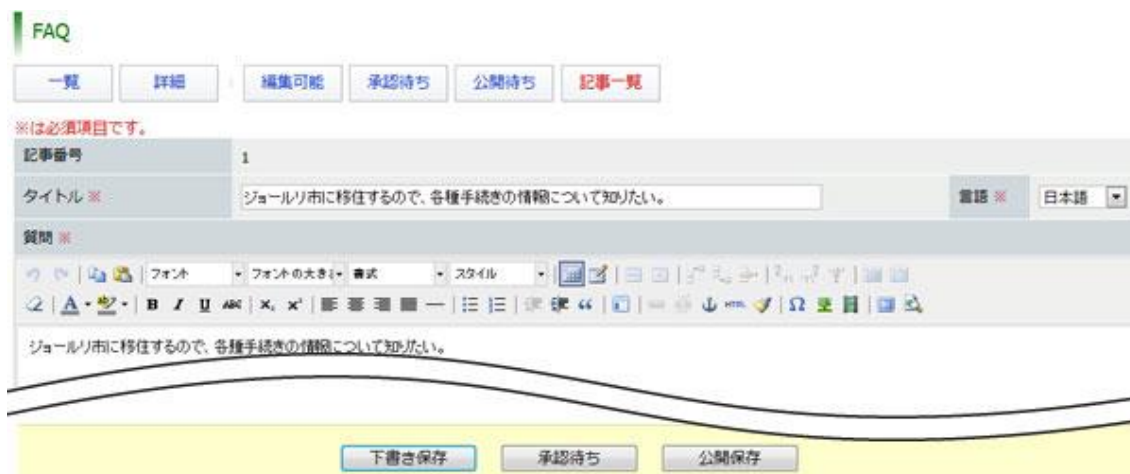 FAQ
一覧 詳細 編集可能 承認待ち 公開待ち 記事一覧
※は必須項目です。
記事番号 1
タイトル ※ ジョールリ市に移住するので、各種手続きの情報について知りたい。 言語 ※ 日本語
質問 ※
フォント フォントの大きさ 書式 スタイル
A B I U ABC X, x² HTML Ω
ジョールリ市に移住するので、各種手続きの情報について知りたい。
下書き保存 承認待ち 公開保存